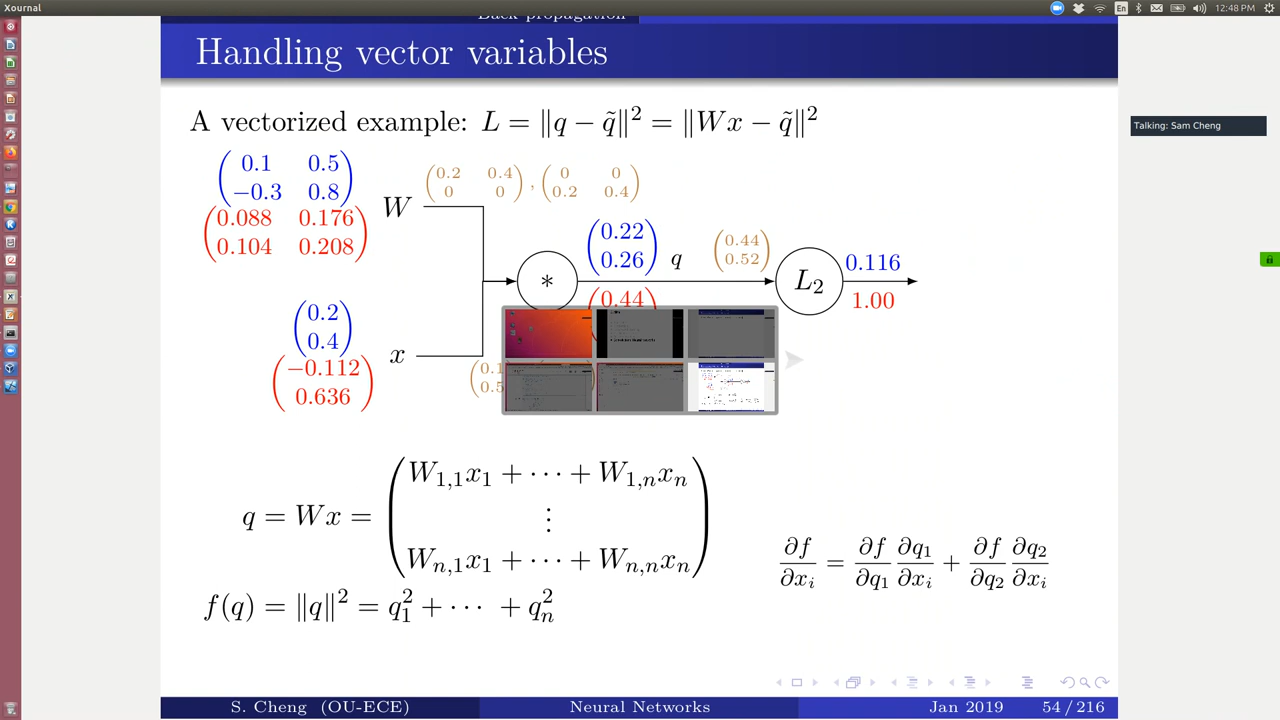 Xournal
En
12:48 PM
Back propagation
Handling vector variables
Talking: Sam Cheng
A vectorized example: L = ‖q − q̃‖² = ‖Wx − q̃‖²
0.1 0.5
−0.3 0.8
0.088 0.176
0.104 0.208
W
0.2 0.4
0 0
,
0 0
0.2 0.4
0.22
0.26
q
0.44
0.52
*
L₂
0.116
1.00
0.44
0.2
0.4
x
−0.112
0.636
q = Wx =
W₁,₁x₁ + ··· + W₁,ₙxₙ
⋮
Wₙ,₁x₁ + ··· + Wₙ,ₙxₙ
∂f/∂xᵢ = ∂f/∂q₁ ∂q₁/∂xᵢ + ∂f/∂q₂ ∂q₂/∂xᵢ
f(q) = ‖q‖² = q₁² + ··· + qₙ²
S. Cheng (OU-ECE)
Neural Networks
Jan 2019
54 / 216